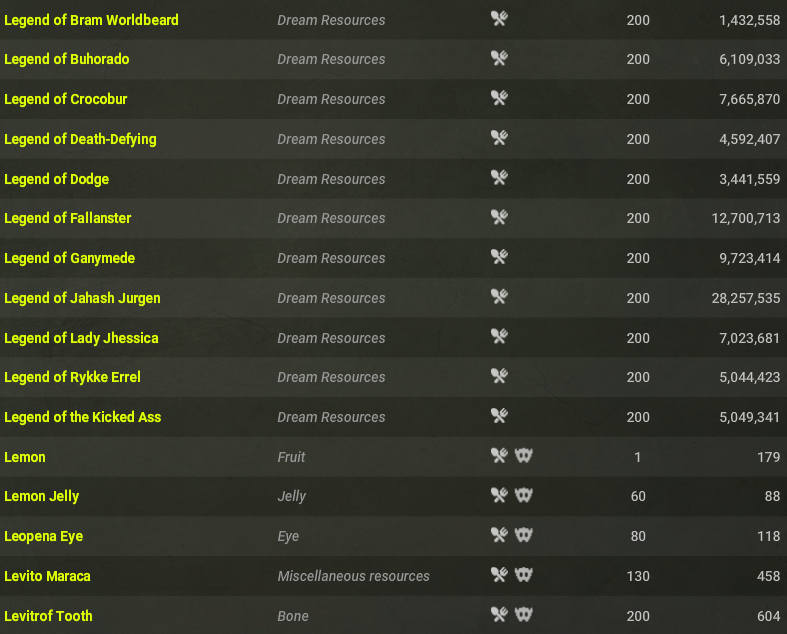 Legend of Bram Worldbeard Dream Resources 200 1,432,558
Legend of Buhorado Dream Resources 200 6,109,033
Legend of Crocobur Dream Resources 200 7,665,870
Legend of Death-Defying Dream Resources 200 4,592,407
Legend of Dodge Dream Resources 200 3,441,559
Legend of Fallanster Dream Resources 200 12,700,713
Legend of Ganymede Dream Resources 200 9,723,414
Legend of Jahash Jurgen Dream Resources 200 28,257,535
Legend of Lady Jhessica Dream Resources 200 7,023,681
Legend of Rykke Errel Dream Resources 200 5,044,423
Legend of the Kicked Ass Dream Resources 200 5,049,341
Lemon Fruit 1 179
Lemon Jelly Jelly 60 88
Leopena Eye Eye 80 118
Levito Maraca Miscellaneous resources 130 458
Levitrof Tooth Bone 200 604